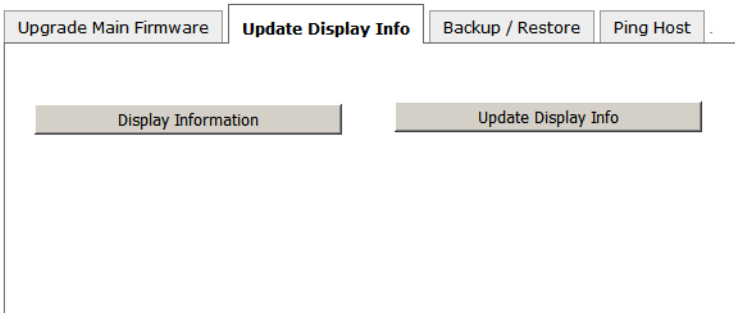 Upgrade Main Firmware Update Display Info Backup / Restore Ping Host .
Display Information Update Display Info